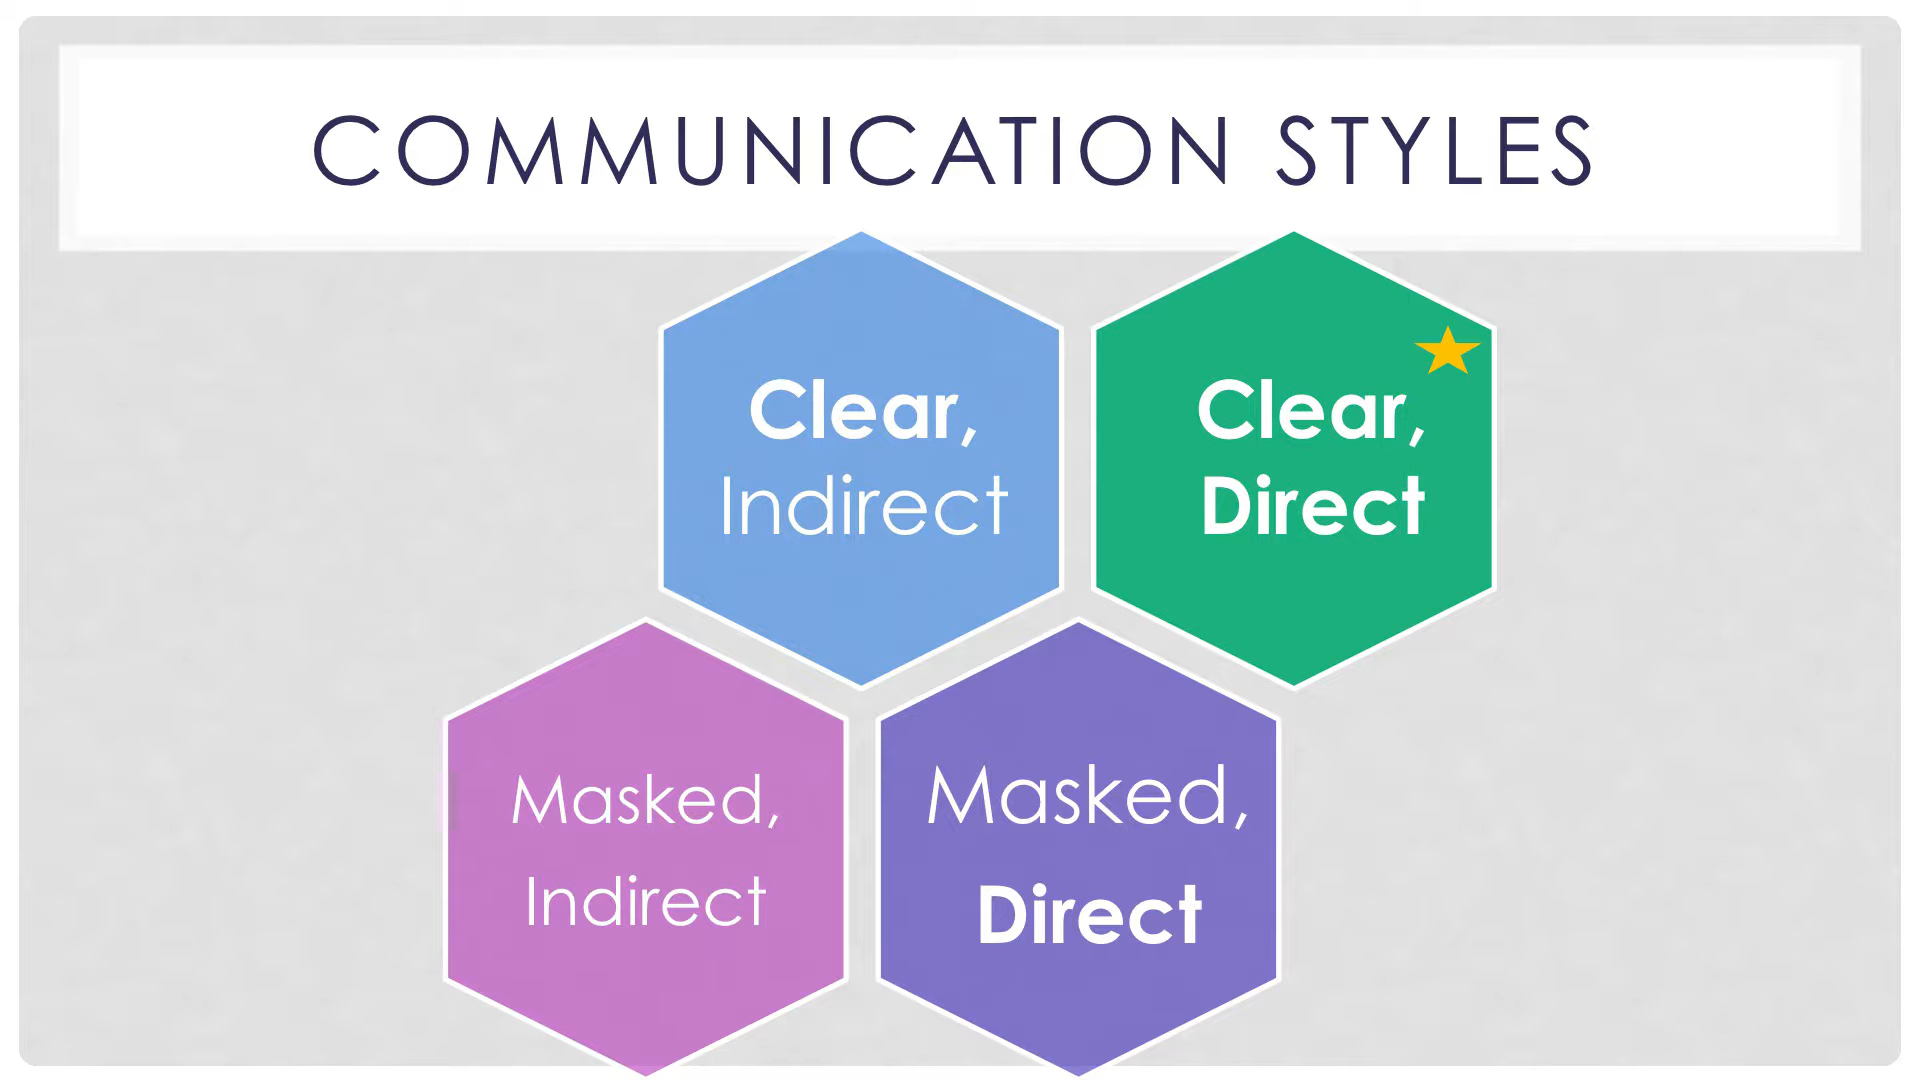 COMMUNICATION STYLES
Clear,
Indirect
Clear,
Direct
Masked,
Indirect
Masked,
Direct